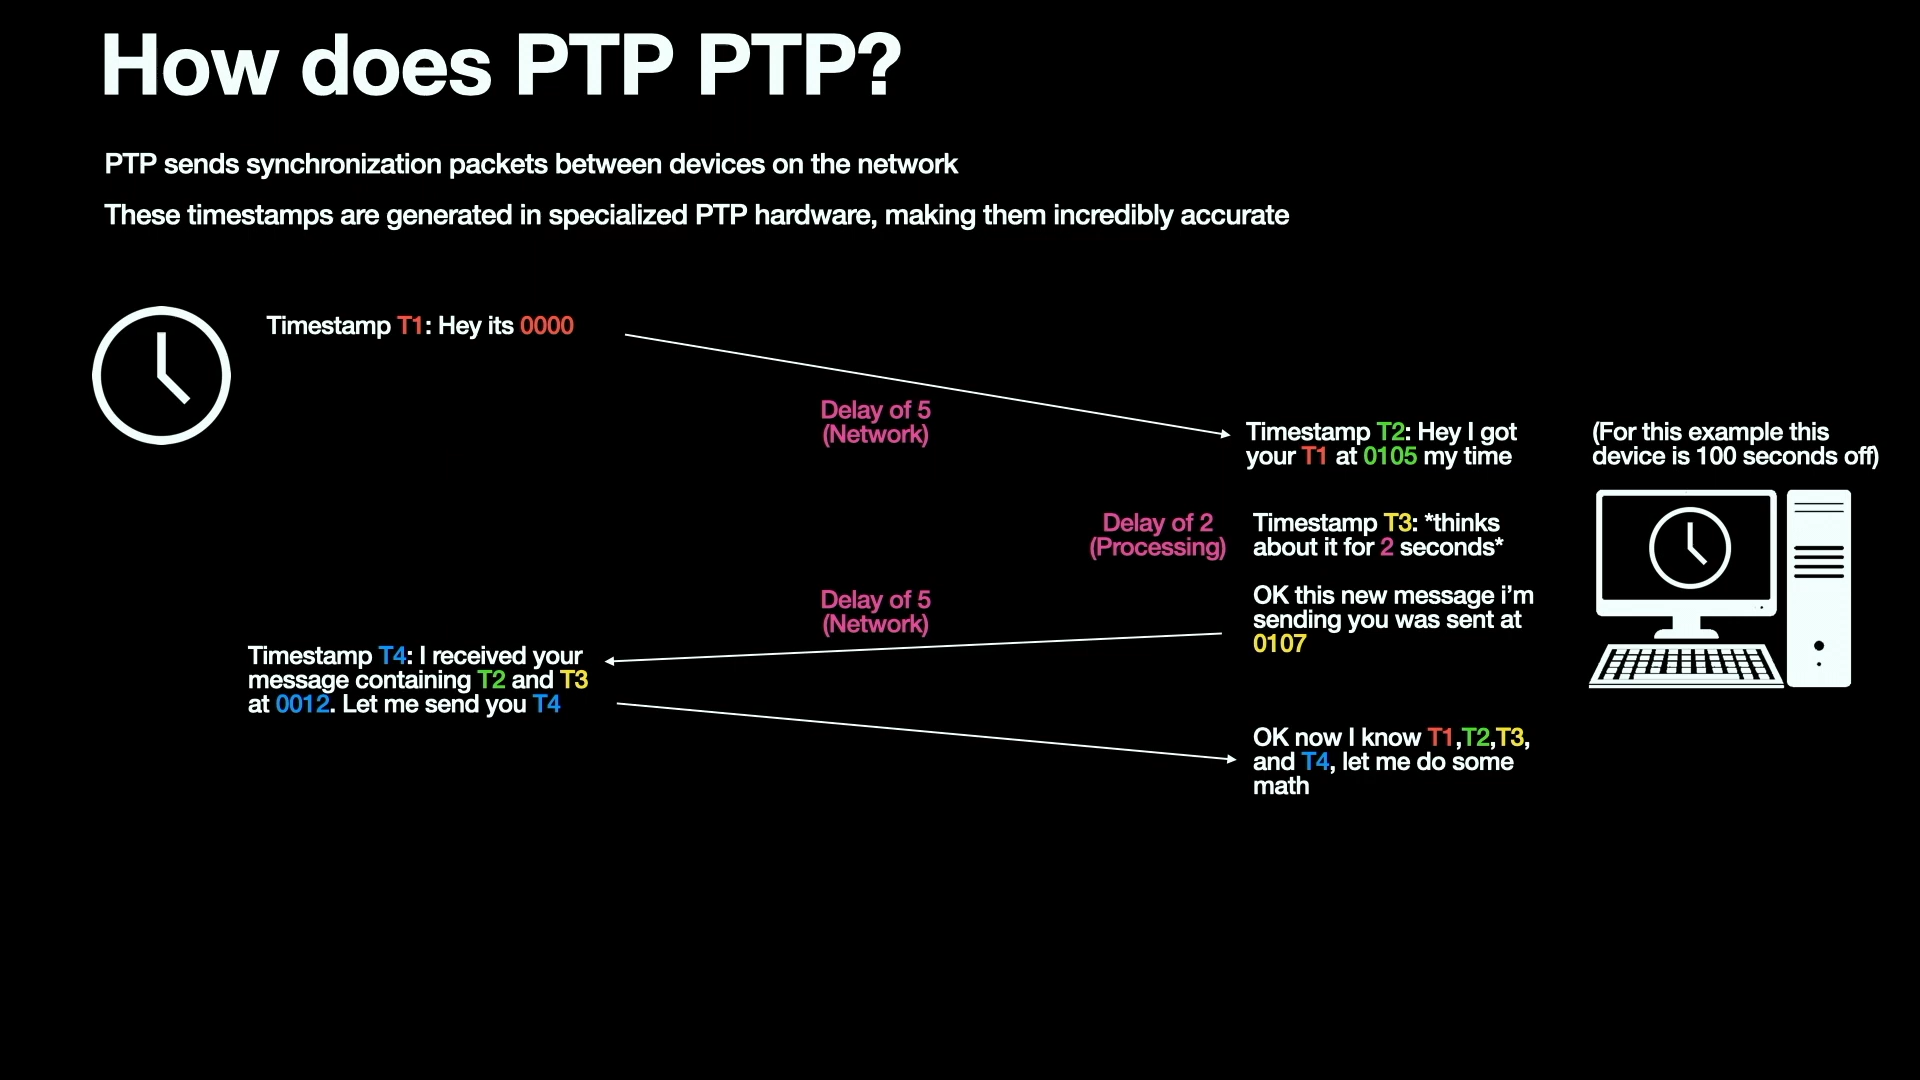 How does PTP PTP?
PTP sends synchronization packets between devices on the network
These timestamps are generated in specialized PTP hardware, making them incredibly accurate
Timestamp T1: Hey its 0000
Delay of 5
(Network)
Timestamp T2: Hey I got
your T1 at 0105 my time
(For this example this
device is 100 seconds off)
Delay of 2
(Processing)
Timestamp T3: *thinks
about it for 2 seconds*
OK this new message i'm
sending you was sent at
0107
Delay of 5
(Network)
Timestamp T4: I received your
message containing T2 and T3
at 0012. Let me send you T4
OK now I know T1,T2,T3,
and T4, let me do some
math